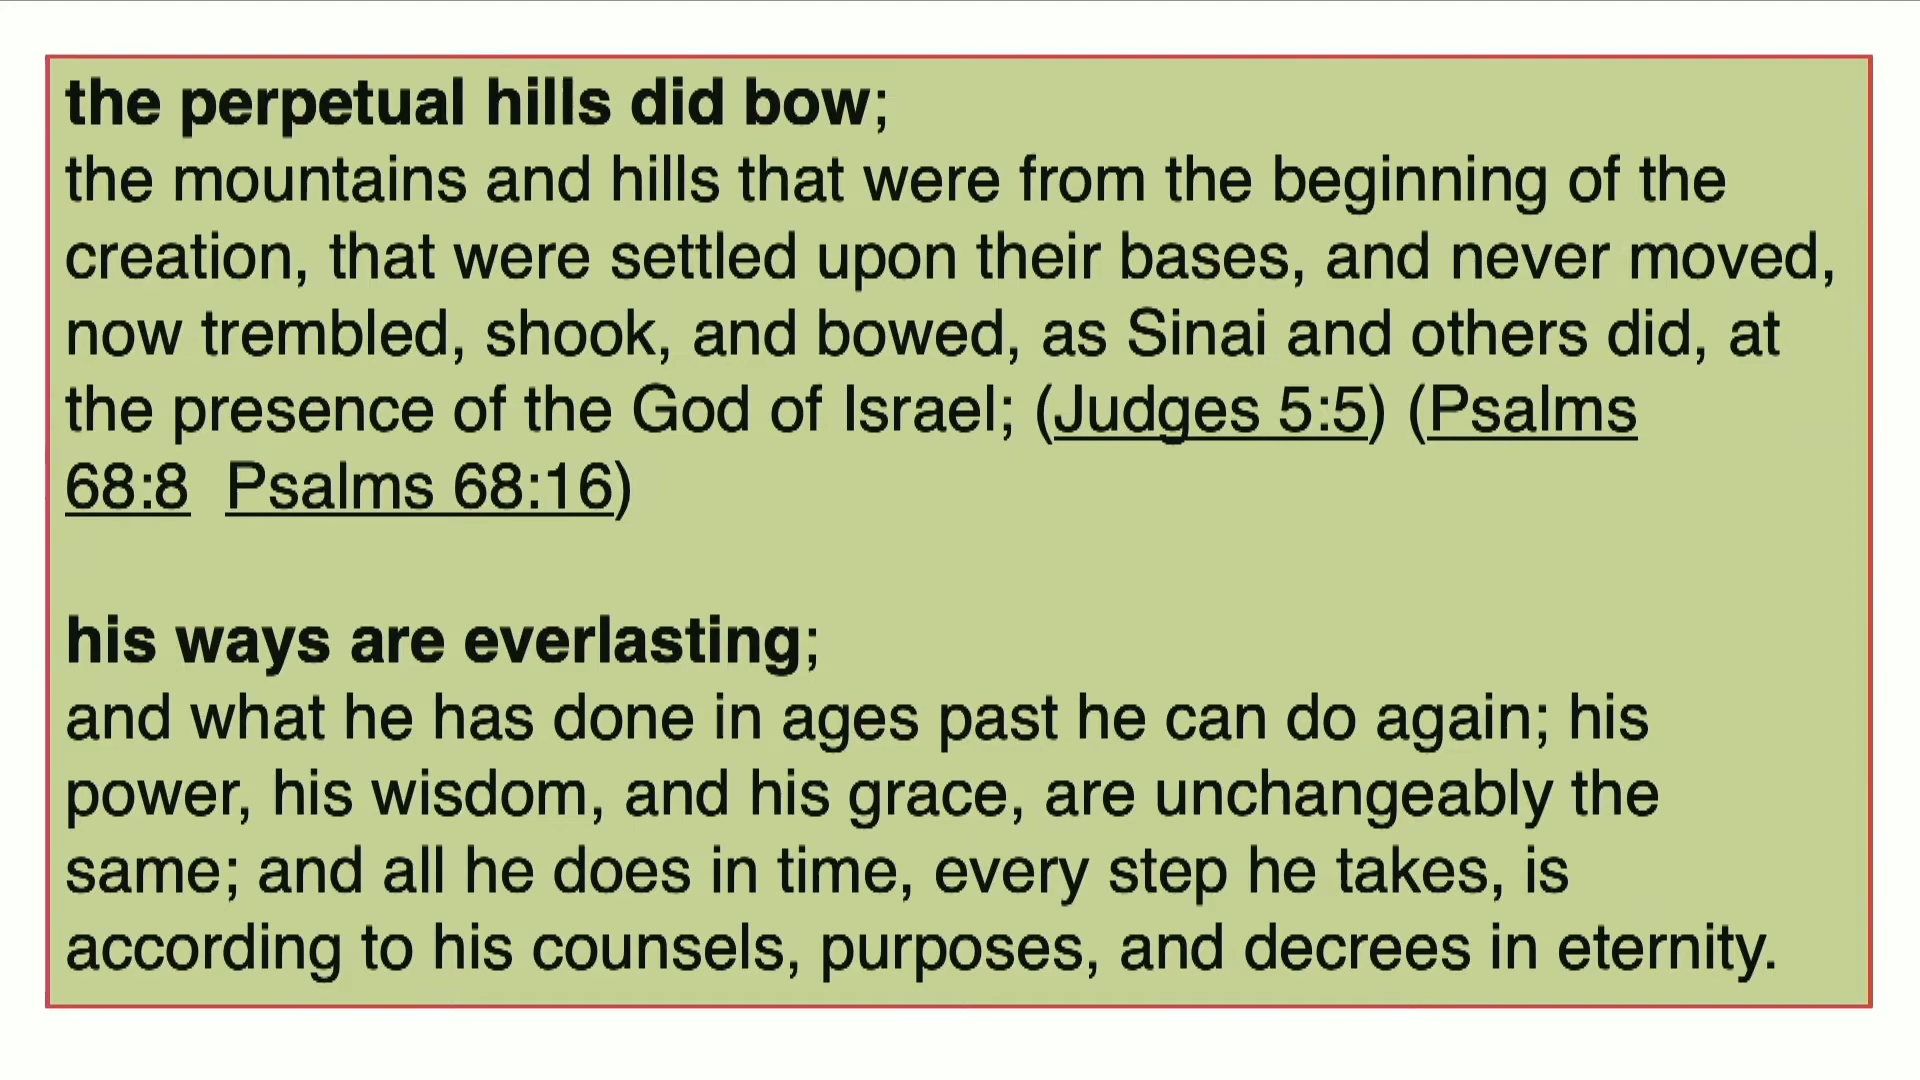 the perpetual hills did bow;
the mountains and hills that were from the beginning of the
creation, that were settled upon their bases, and never moved,
now trembled, shook, and bowed, as Sinai and others did, at
the presence of the God of Israel; (Judges 5:5) (Psalms
68:8  Psalms 68:16)
his ways are everlasting;
and what he has done in ages past he can do again; his
power, his wisdom, and his grace, are unchangeably the
same; and all he does in time, every step he takes, is
according to his counsels, purposes, and decrees in eternity.